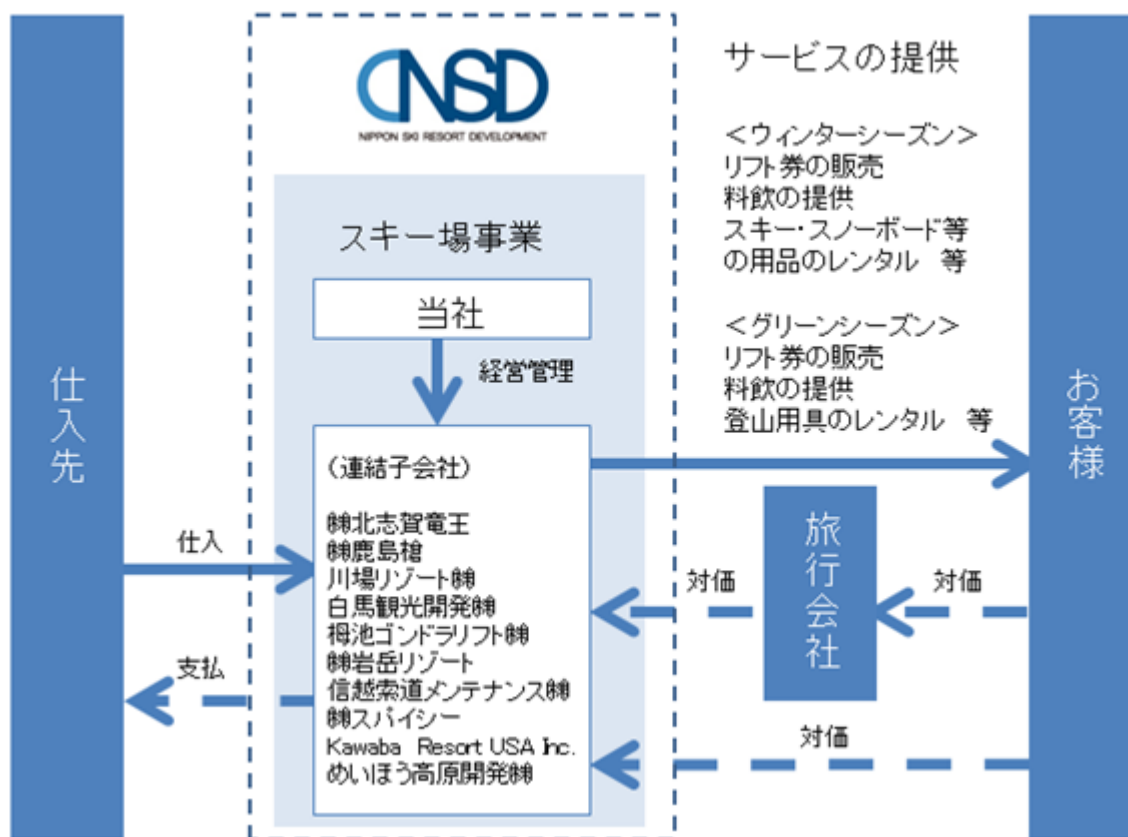 仕入先
CNSD
NIPPON SKI RESORT DEVELOPMENT
スキー場事業
当社
経営管理
(連結子会社)
㈱北志賀竜王
㈱鹿島槍
川場リゾート㈱
白馬観光開発㈱
栂池ゴンドラリフト㈱
㈱岩岳リゾート
信越索道メンテナンス㈱
㈱スパイシー
Kawaba Resort USA Inc.
めいほう高原開発㈱
仕入
支払
サービスの提供
<ウィンターシーズン>
リフト券の販売
料飲の提供
スキー・スノーボード等
の用品のレンタル 等
<グリーンシーズン>
リフト券の販売
料飲の提供
登山用具のレンタル 等
旅行会社
対価
対価
対価
お客様